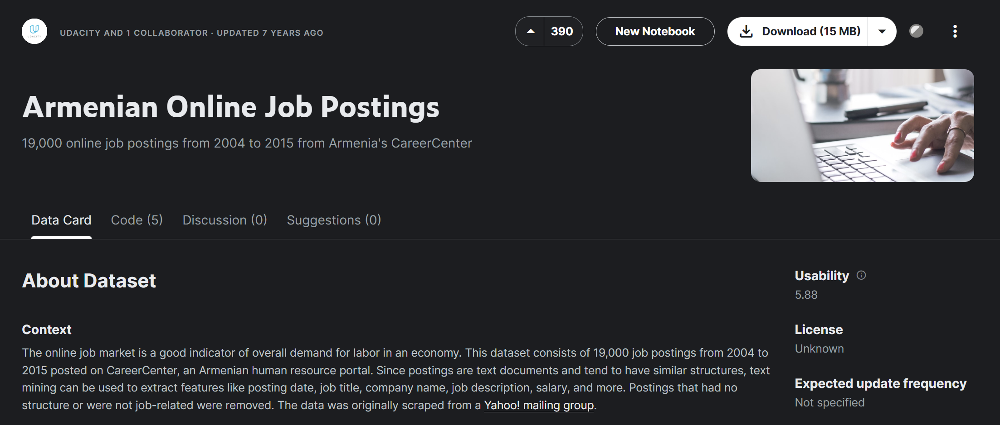 UDACITY
UDACITY AND 1 COLLABORATOR · UPDATED 7 YEARS AGO
390
New Notebook
Download (15 MB)
Armenian Online Job Postings
19,000 online job postings from 2004 to 2015 from Armenia's CareerCenter
Data Card
Code (5)
Discussion (0)
Suggestions (0)
About Dataset
Context
The online job market is a good indicator of overall demand for labor in an economy. This dataset consists of 19,000 job postings from 2004 to
2015 posted on CareerCenter, an Armenian human resource portal. Since postings are text documents and tend to have similar structures, text
mining can be used to extract features like posting date, job title, company name, job description, salary, and more. Postings that had no
structure or were not job-related were removed. The data was originally scraped from a Yahoo! mailing group.
Usability
5.88
License
Unknown
Expected update frequency
Not specified